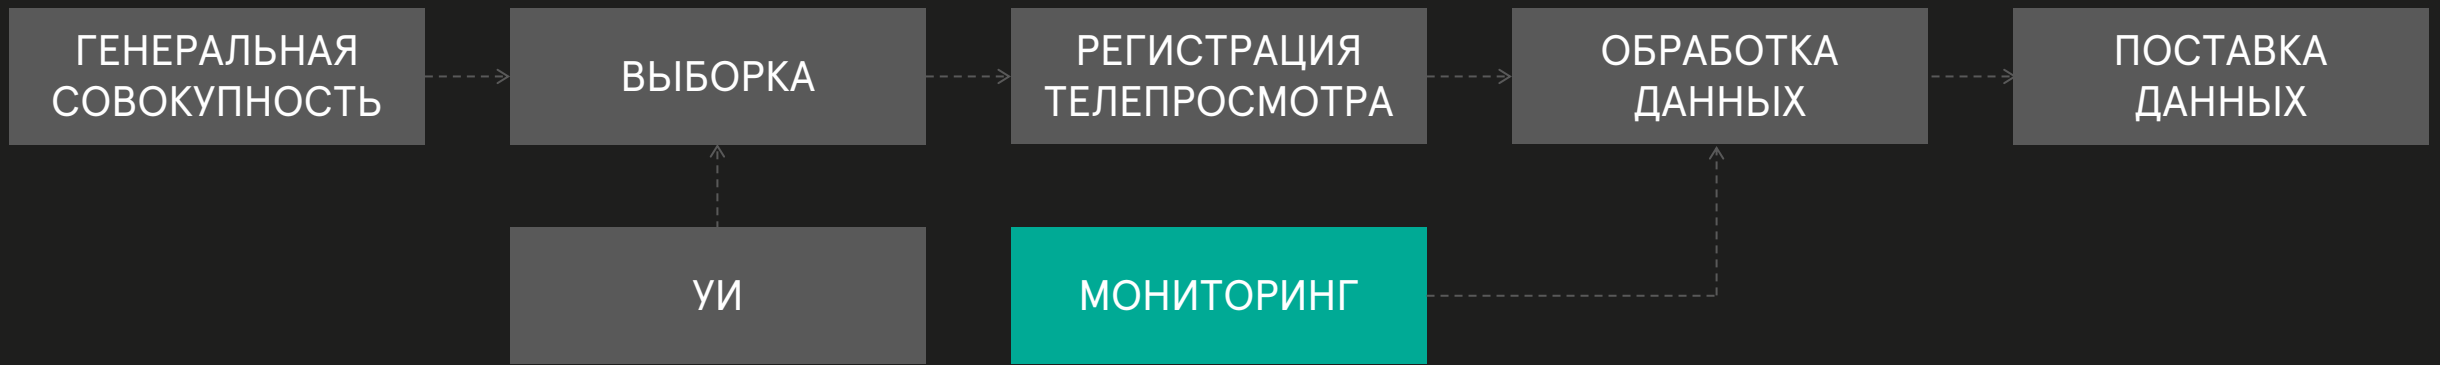 ГЕНЕРАЛЬНАЯ
СОВОКУПНОСТЬ
ВЫБОРКА
РЕГИСТРАЦИЯ
ТЕЛЕПРОСМОТРА
ОБРАБОТКА
ДАННЫХ
ПОСТАВКА
ДАННЫХ
УИ
МОНИТОРИНГ